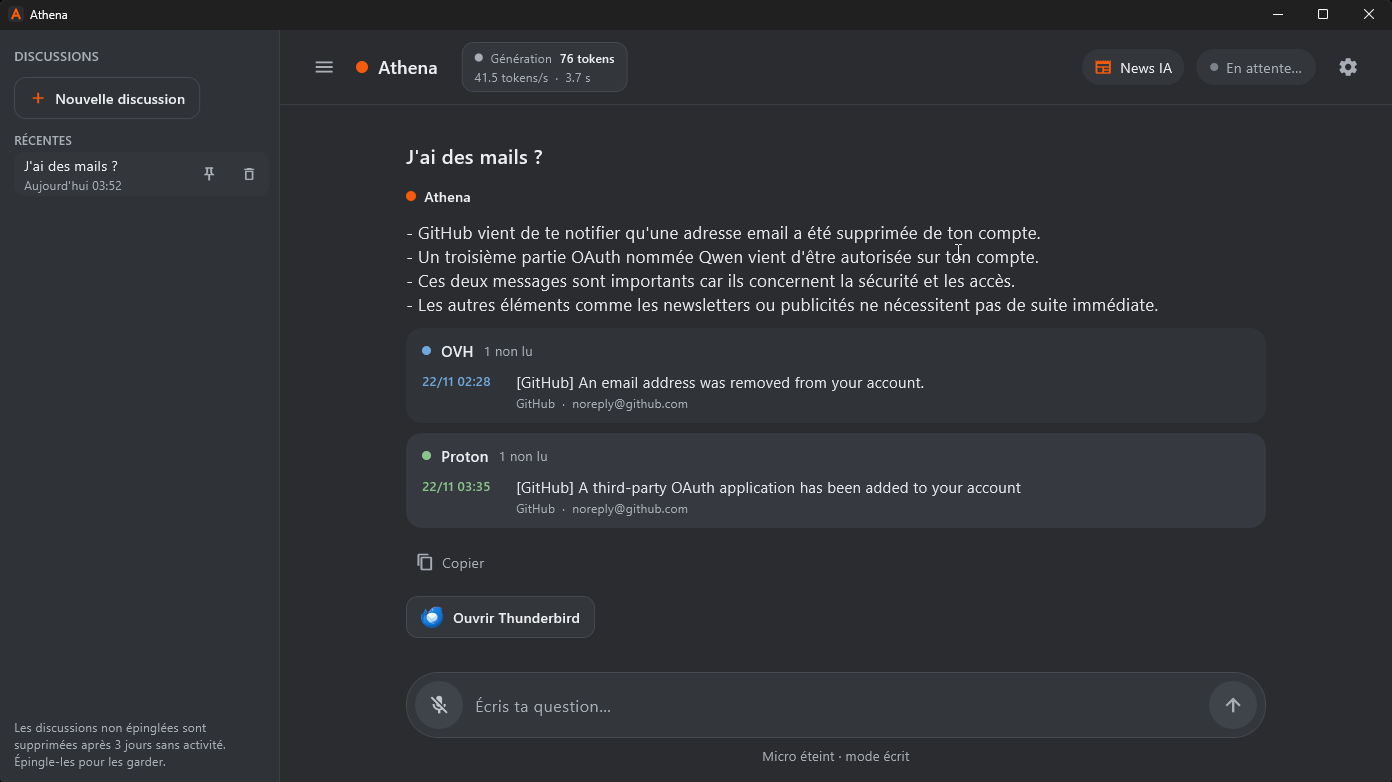 Athena
DISCUSSIONS
+ Nouvelle discussion
RÉCENTES
J'ai des mails ?
Aujourd'hui 03:52
Les discussions non épinglées sont
supprimées après 3 jours sans activité.
Épingle-les pour les garder.
Athena
Génération 76 tokens
41.5 tokens/s · 3.7 s
News IA
En attente...
J'ai des mails ?
Athena
- GitHub vient de te notifier qu'une adresse email a été supprimée de ton compte.
- Un troisième partie OAuth nommée Qwen vient d'être autorisée sur ton compte.
- Ces deux messages sont importants car ils concernent la sécurité et les accès.
- Les autres éléments comme les newsletters ou publicités ne nécessitent pas de suite immédiate.
OVH 1 non lu
22/11 02:28 [GitHub] An email address was removed from your account.
GitHub · noreply@github.com
Proton 1 non lu
22/11 03:35 [GitHub] A third-party OAuth application has been added to your account
GitHub · noreply@github.com
Copier
Ouvrir Thunderbird
Écris ta question...
Micro éteint · mode écrit